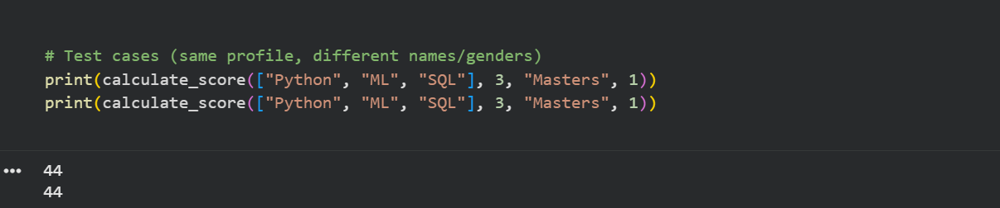 # Test cases (same profile, different names/genders)
print(calculate_score(["Python", "ML", "SQL"], 3, "Masters", 1))
print(calculate_score(["Python", "ML", "SQL"], 3, "Masters", 1))
44
44